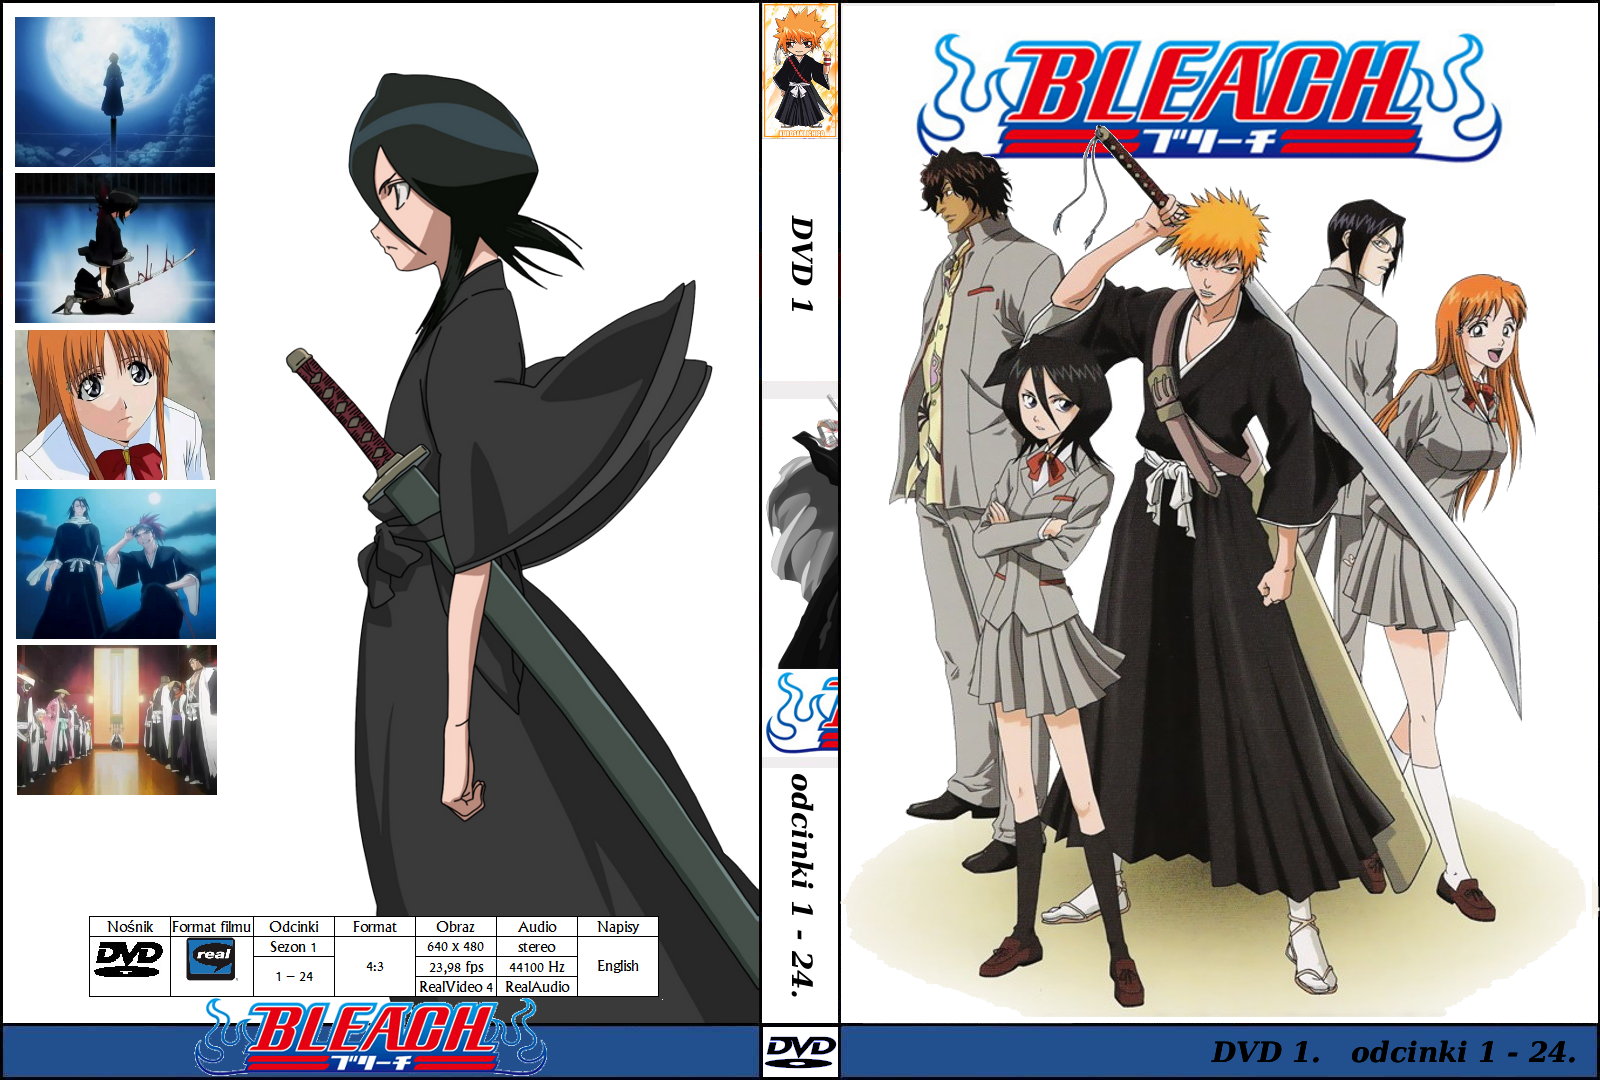 Nośnik Format filmu Odcinki Format Obraz Audio Napisy
DVD real Sezon 1 4:3 640 x 480 stereo English
1 – 24 23,98 fps 44100 Hz
RealVideo 4 RealAudio
BLEACH
ブリーチ
KUROSAKI ICHIGO
DVD 1
odcinki 1 - 24.
DVD
BLEACH
ブリーチ
DVD 1. odcinki 1 - 24.